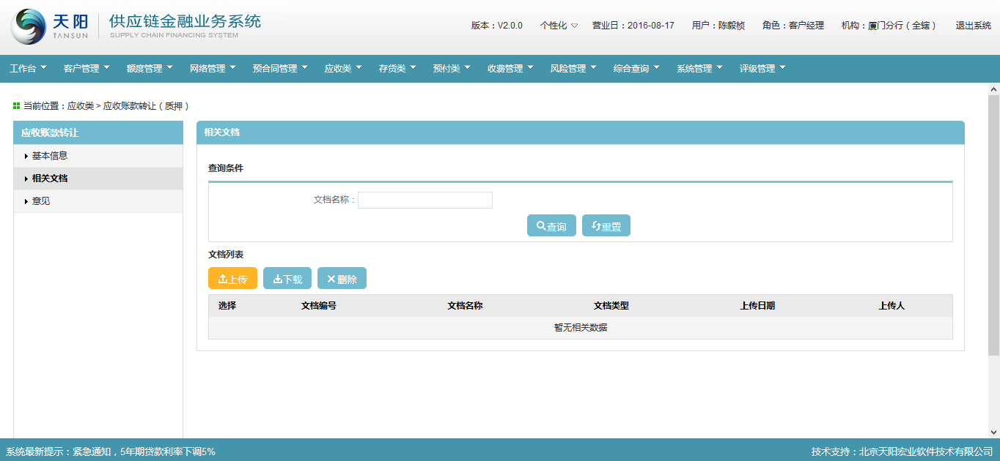 天阳 TANSUN 供应链金融业务系统 SUPPLY CHAIN FINANCING SYSTEM
版本：V2.0.0 个性化 营业日：2016-08-17 用户：陈毅桢 角色：客户经理 机构：厦门分行（全辖） 退出系统
工作台 客户管理 额度管理 网络管理 预合同管理 应收类 存货类 预付类 收费管理 风险管理 综合查询 系统管理 评级管理
当前位置：应收类 > 应收账款转让（质押）
应收账款转让
基本信息
相关文档
意见
相关文档
查询条件
文档名称：
查询 重置
文档列表
上传 下载 删除
选择 文档编号 文档名称 文档类型 上传日期 上传人
暂无相关数据
系统最新提示：紧急通知，5年期贷款利率下调5% 技术支持：北京天阳宏业软件技术有限公司